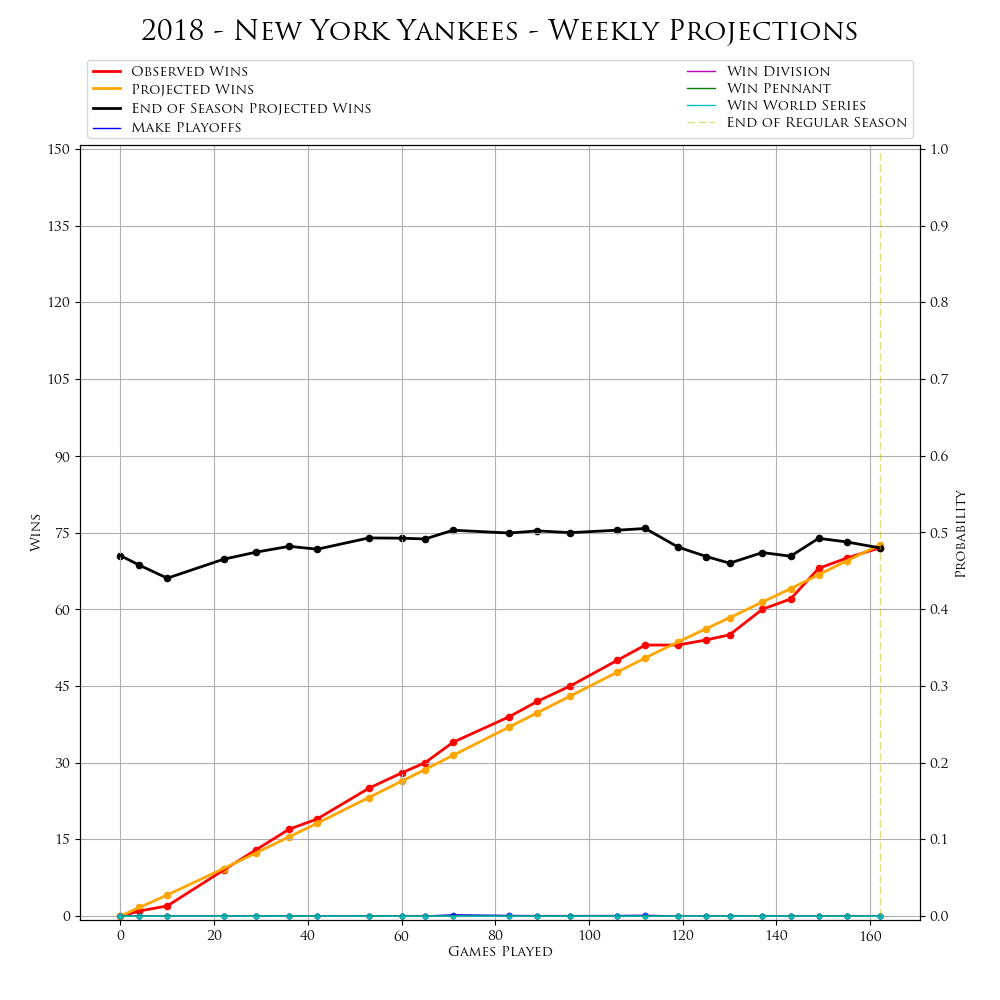 2018 - New York Yankees - Weekly Projections
Observed Wins
Projected Wins
End of Season Projected Wins
Make Playoffs
Win Division
Win Pennant
Win World Series
End of Regular Season
150
135
120
105
90
75
60
45
30
15
0
Wins
1.0
0.9
0.8
0.7
0.6
0.5
0.4
0.3
0.2
0.1
0.0
Probability
0 20 40 60 80 100 120 140 160
Games Played